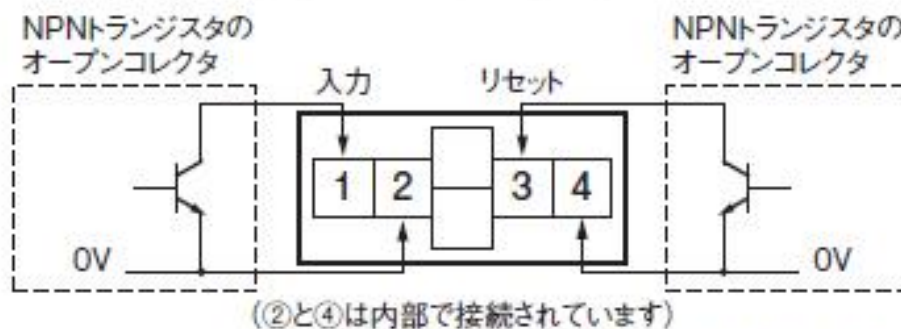 NPNトランジスタの
オープンコレクタ
NPNトランジスタの
オープンコレクタ
入力
リセット
1 2 3 4
0V
0V
(②と④は内部で接続されています)